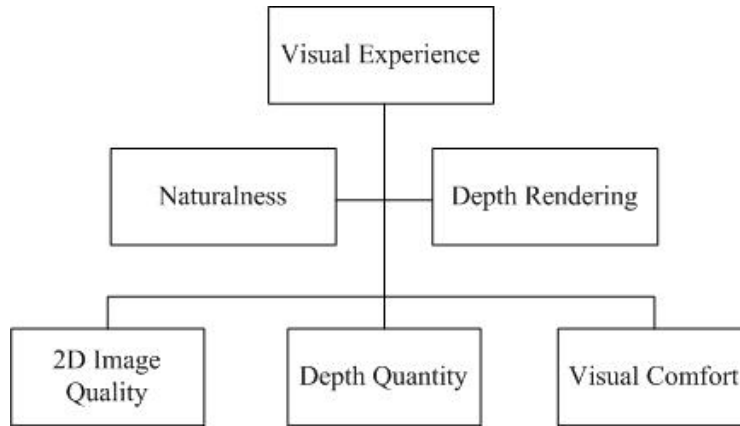 Visual Experience
Naturalness
Depth Rendering
2D Image
Quality
Depth Quantity
Visual Comfort